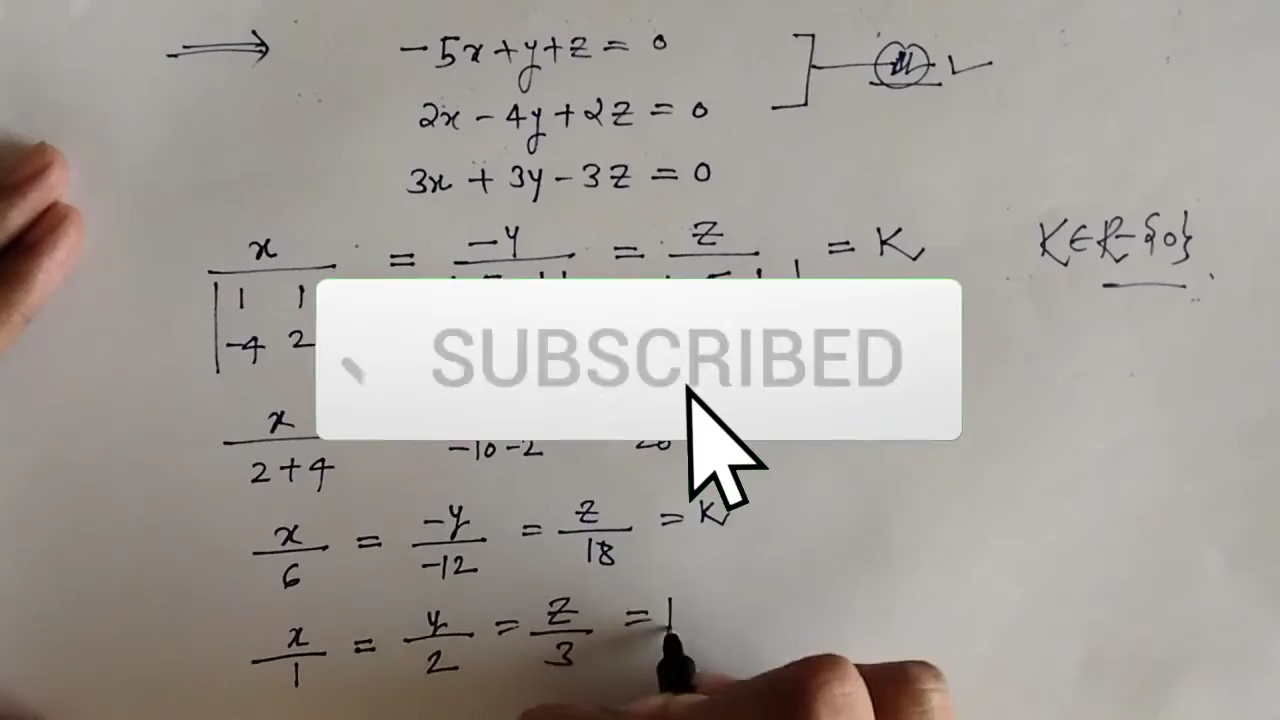 ⟹ -5x+y+z = 0
2x - 4y + 2z = 0
3x + 3y - 3z = 0
x = -y = z = K K∈R-{0}
1 1
-4 2
SUBSCRIBED
x
2+4 -10-2
x/6 = -y/-12 = z/18 = K
x/1 = y/2 = z/3 =